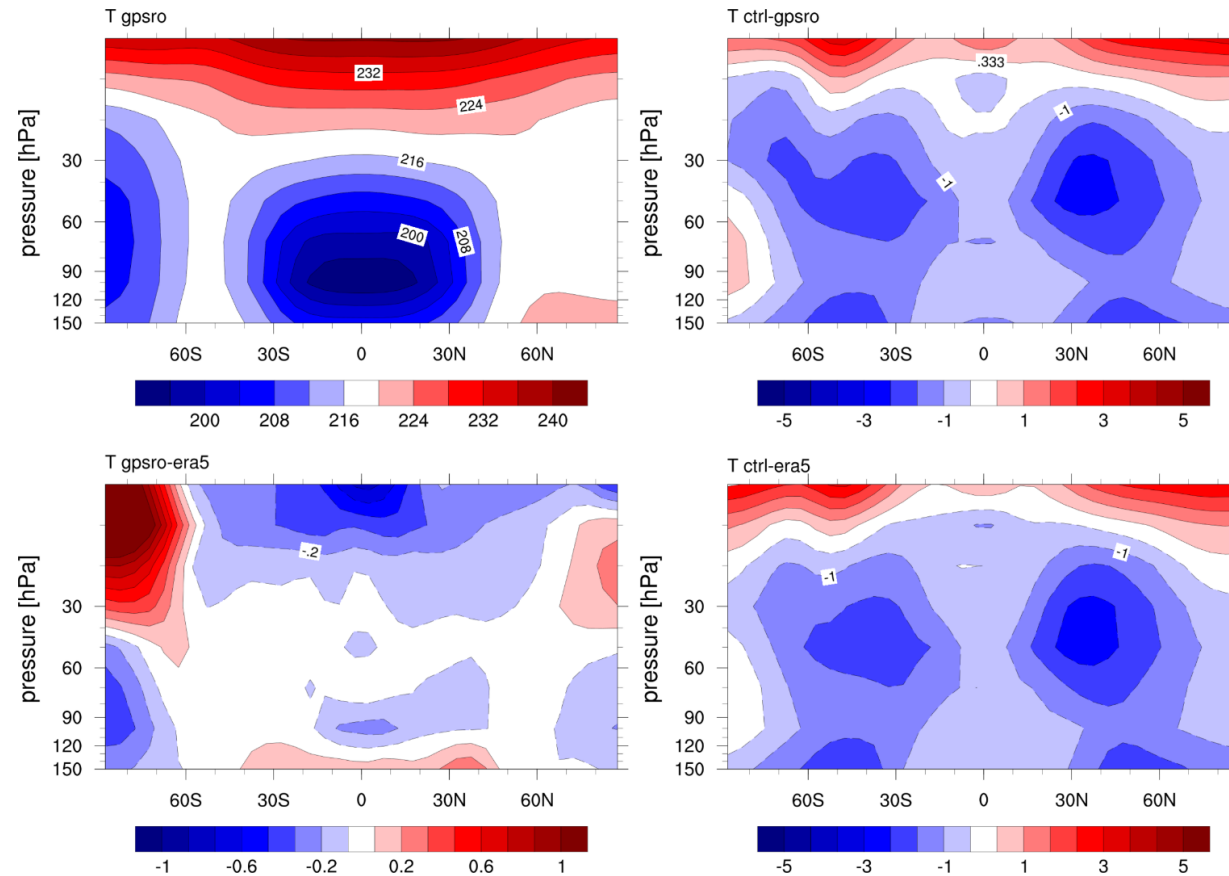 T gpsro
pressure [hPa]
30
60
90
120
150
232
224
216
200
208
60S 30S 0 30N 60N
200 208 216 224 232 240
T ctrl-gpsro
pressure [hPa]
30
60
90
120
150
.333
-1
-1
60S 30S 0 30N 60N
-5 -3 -1 1 3 5
T gpsro-era5
pressure [hPa]
30
60
90
120
150
-.2
60S 30S 0 30N 60N
-1 -0.6 -0.2 0.2 0.6 1
T ctrl-era5
pressure [hPa]
30
60
90
120
150
-1
-1
60S 30S 0 30N 60N
-5 -3 -1 1 3 5